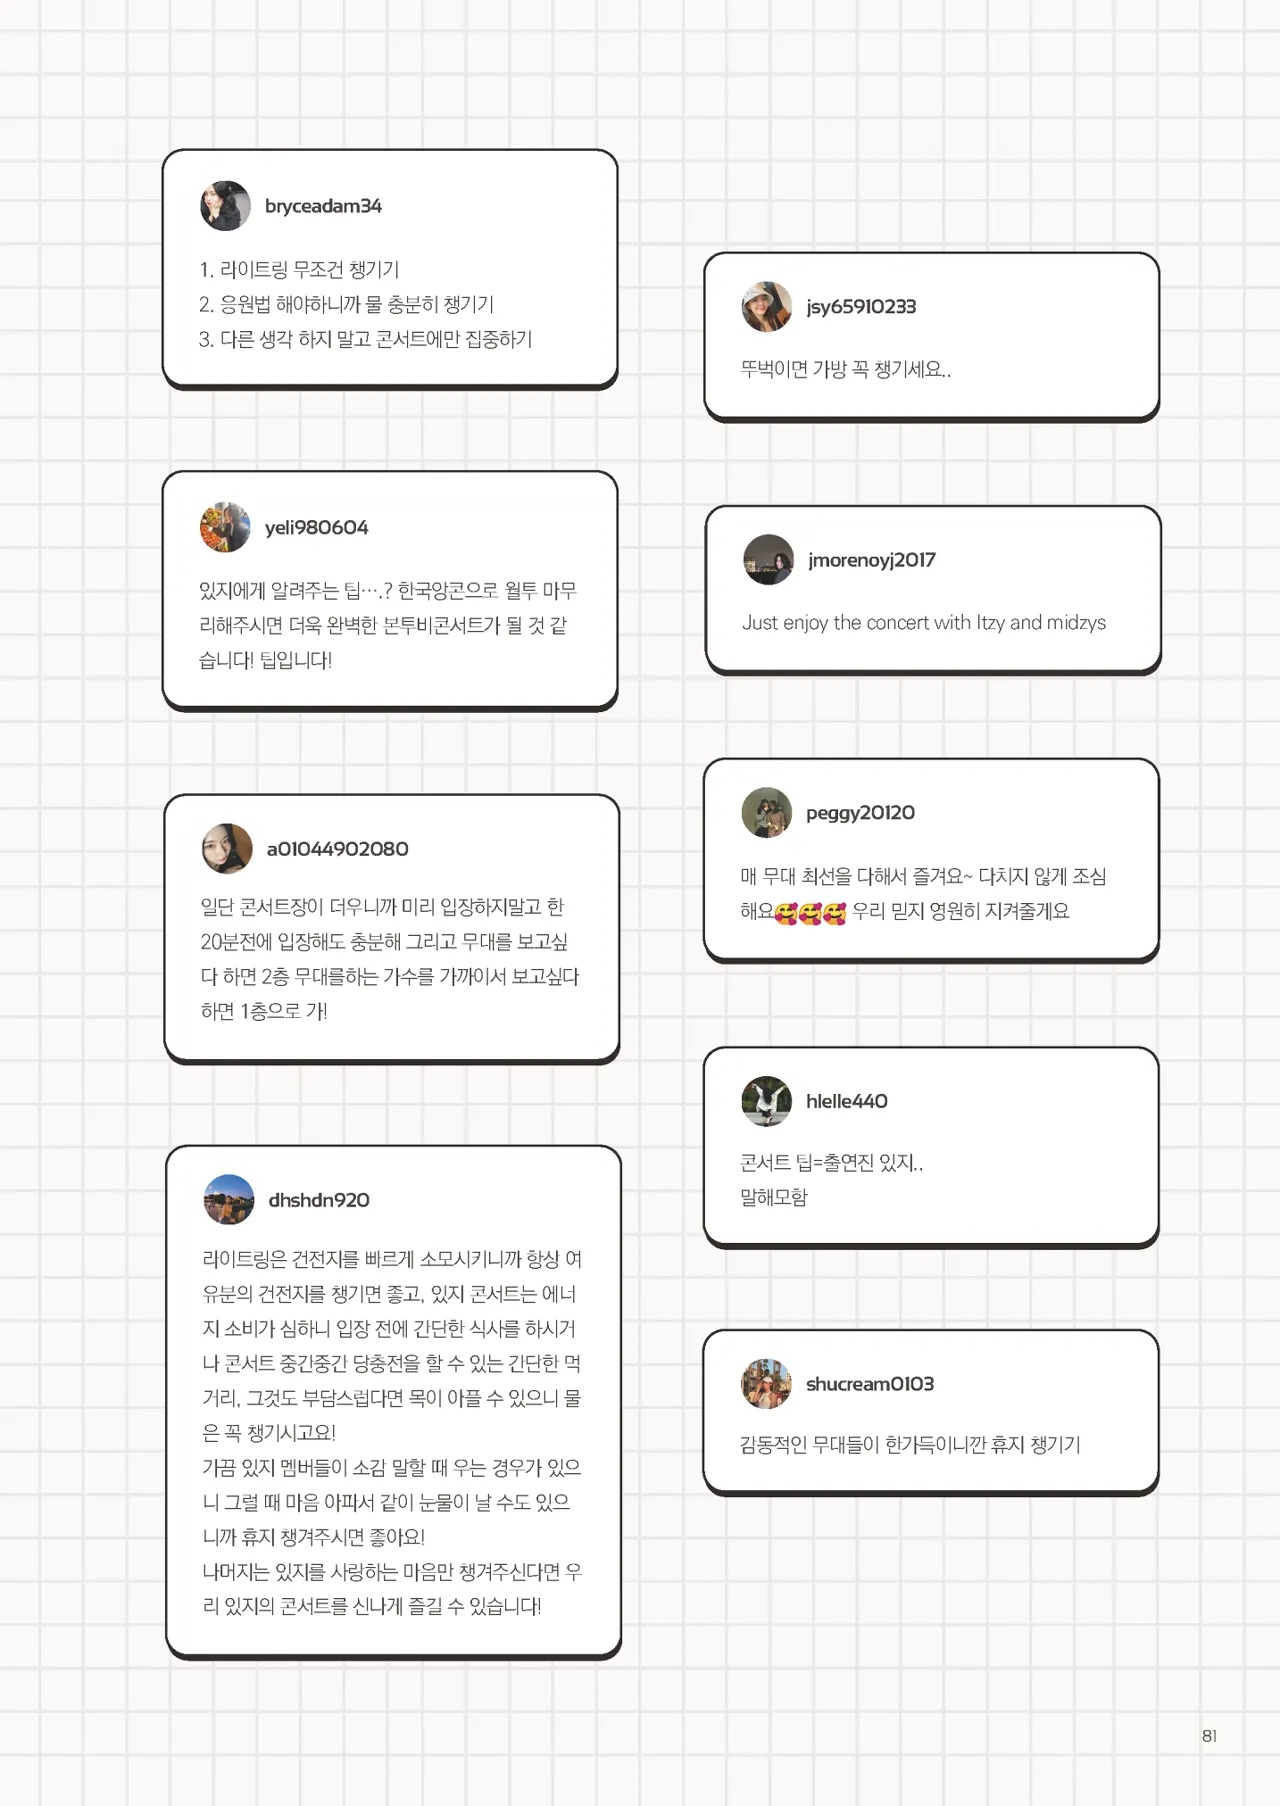 bryceadam34
1. 라이트링 무조건 챙기기
2. 응원법 해야하니까 물 충분히 챙기기
3. 다른 생각 하지 말고 콘서트에만 집중하기
yeli980604
있지에게 알려주는 팁….? 한국앙콘으로 월투 마무
리해주시면 더욱 완벽한 본투비콘서트가 될 것 같
습니다! 팁입니다!
a01044902080
일단 콘서트장이 더우니까 미리 입장하지말고 한
20분전에 입장해도 충분해 그리고 무대를 보고싶
다 하면 2층 무대를하는 가수를 가까이서 보고싶다
하면 1층으로 가!
dhshdn920
라이트링은 건전지를 빠르게 소모시키니까 항상 여
유분의 건전지를 챙기면 좋고, 있지 콘서트는 에너
지 소비가 심하니 입장 전에 간단한 식사를 하시거
나 콘서트 중간중간 당충전을 할 수 있는 간단한 먹
거리, 그것도 부담스럽다면 목이 아플 수 있으니 물
은 꼭 챙기시고요!
가끔 있지 멤버들이 소감 말할 때 우는 경우가 있으
니 그럴 때 마음 아파서 같이 눈물이 날 수도 있으
니까 휴지 챙겨주시면 좋아요!
나머지는 있지를 사랑하는 마음만 챙겨주신다면 우
리 있지의 콘서트를 신나게 즐길 수 있습니다!
jsy65910233
뚜벅이면 가방 꼭 챙기세요..
jmorenoyj2017
Just enjoy the concert with Itzy and midzys
peggy20120
매 무대 최선을 다해서 즐겨요~ 다치지 않게 조심
해요🥰🥰🥰 우리 믿지 영원히 지켜줄게요
hlelle440
콘서트 팁=출연진 있지..
말해모함
shucream0103
감동적인 무대들이 한가득이니깐 휴지 챙기기
81